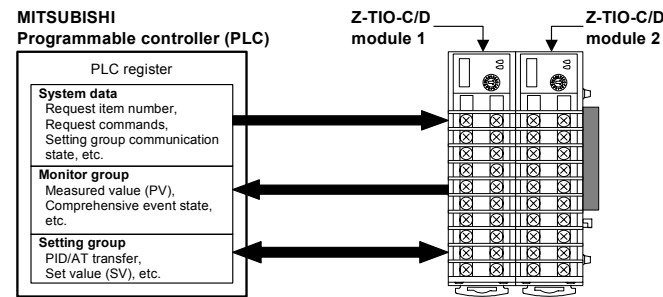 MITSUBISHI
Programmable controller (PLC)
Z-TIO-C/D
module 1
Z-TIO-C/D
module 2
PLC register
System data
Request item number,
Request commands,
Setting group communication
state, etc.
Monitor group
Measured value (PV),
Comprehensive event state,
etc.
Setting group
PID/AT transfer,
Set value (SV), etc.